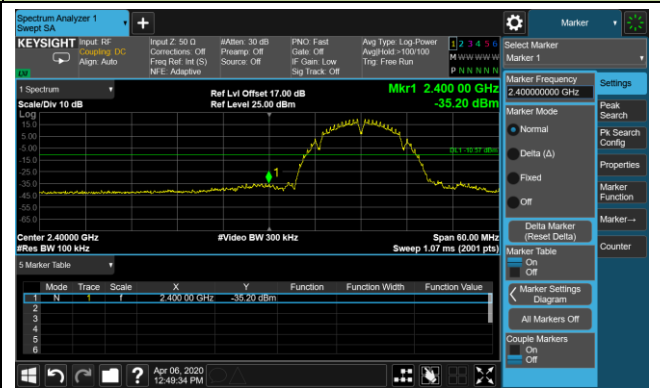 Spectrum Analyzer 1
Swept SA
Marker
KEYSIGHT
Input: RF
Coupling: DC
Align: Auto
Input Z: 50 Ω
Corrections: Off
Freq Ref: Int (S)
NFE: Adaptive
#Atten: 30 dB
Preamp: Off
Source: Off
PNO: Fast
Gate: Off
IF Gain: Low
Sig Track: Off
Avg Type: Log-Power
Avg|Hold >100/100
Trig: Free Run
1 2 3 4 5 6
M W W W W W
P N N N N N
LXI
Select Marker
Marker 1
1 Spectrum
Scale/Div 10 dB
Log
Ref Lvl Offset 17.00 dB
Ref Level 25.00 dBm
Mkr1 2.400 00 GHz
-35.20 dBm
15.0
5.00
-5.00
-15.0
-25.0
-35.0
-45.0
-55.0
-65.0
DL1 -10.57 dBm
1
Center 2.40000 GHz
#Res BW 100 kHz
#Video BW 300 kHz
Span 60.00 MHz
Sweep 1.07 ms (2001 pts)
5 Marker Table
Mode Trace Scale X Y Function Function Width Function Value
1 N 1 f 2.400 00 GHz -35.20 dBm
2
3
4
5
6
Marker Frequency
2.400000000 GHz
Marker Mode
Normal
Delta (Δ)
Fixed
Off
Delta Marker
(Reset Delta)
Marker Table
On
Off
Marker Settings
Diagram
All Markers Off
Couple Markers
On
Off
Settings
Peak
Search
Pk Search
Config
Properties
Marker
Function
Marker→
Counter
?
Apr 06, 2020
12:49:34 PM